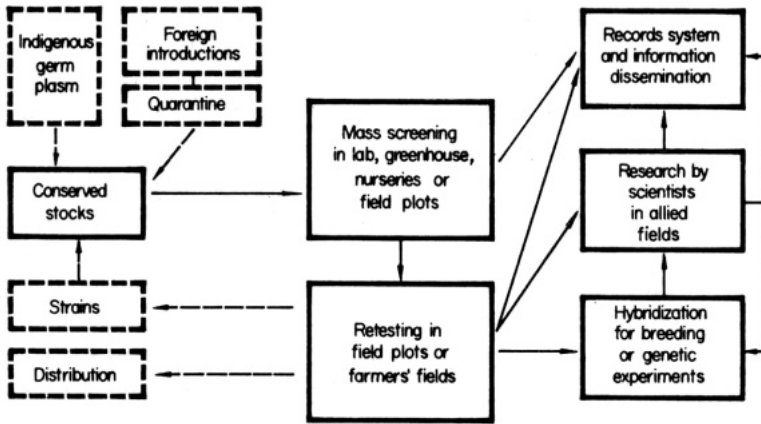 Indigenous
germ
plasm
Foreign
introductions
Quarantine
Conserved
stocks
Strains
Distribution
Mass screening
in lab, greenhouse,
nurseries or
field plots
Retesting in
field plots or
farmers' fields
Records system
and information
dissemination
Research by
scientists
in allied
fields
Hybridization
for breeding
or genetic
experiments